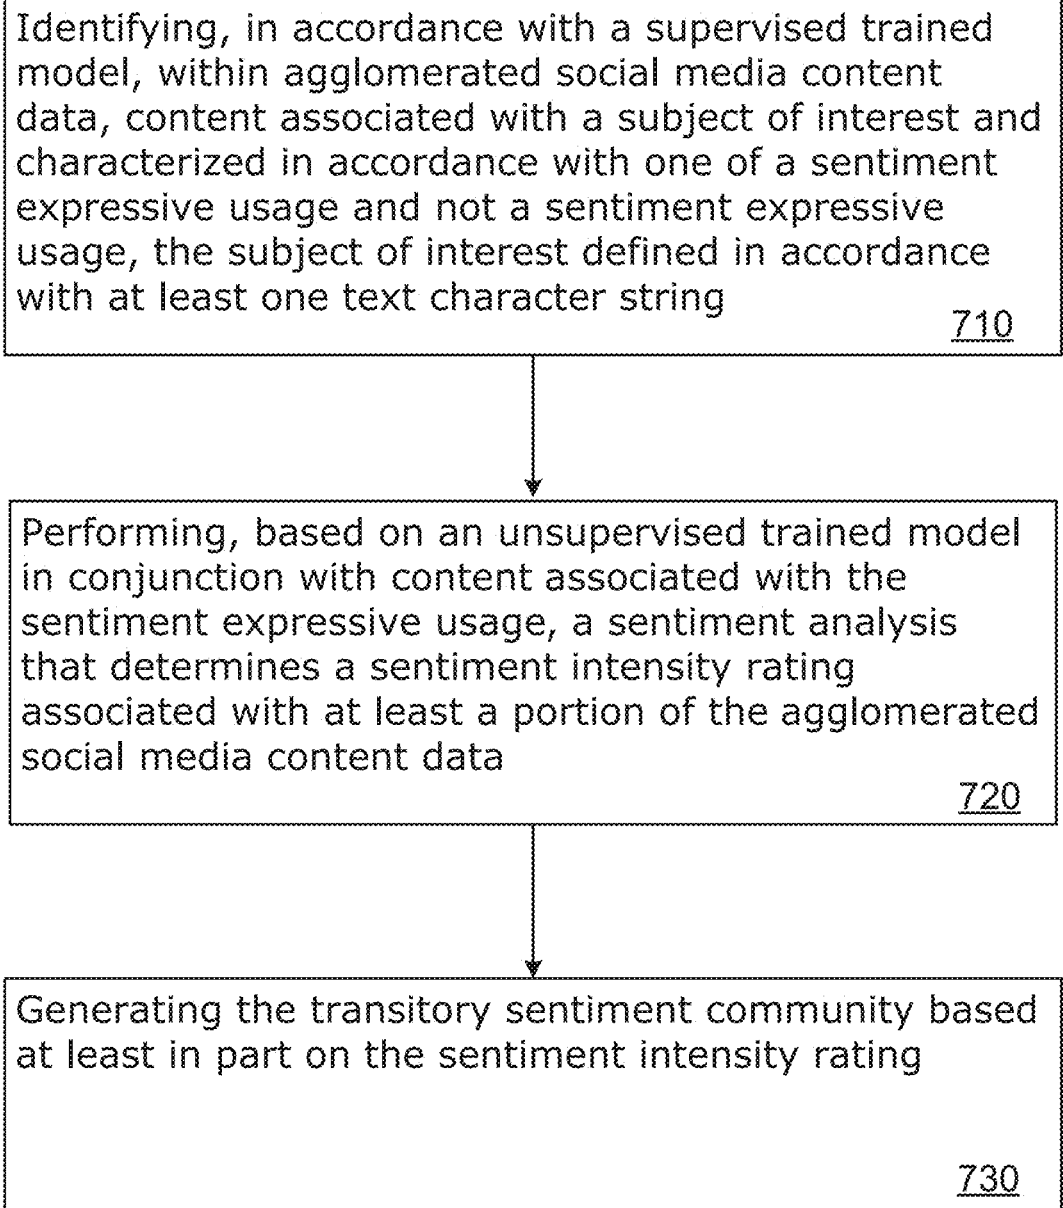 Identifying, in accordance with a supervised trained
model, within agglomerated social media content
data, content associated with a subject of interest and
characterized in accordance with one of a sentiment
expressive usage and not a sentiment expressive
usage, the subject of interest defined in accordance
with at least one text character string
710
Performing, based on an unsupervised trained model
in conjunction with content associated with the
sentiment expressive usage, a sentiment analysis
that determines a sentiment intensity rating
associated with at least a portion of the agglomerated
social media content data
720
Generating the transitory sentiment community based
at least in part on the sentiment intensity rating
730